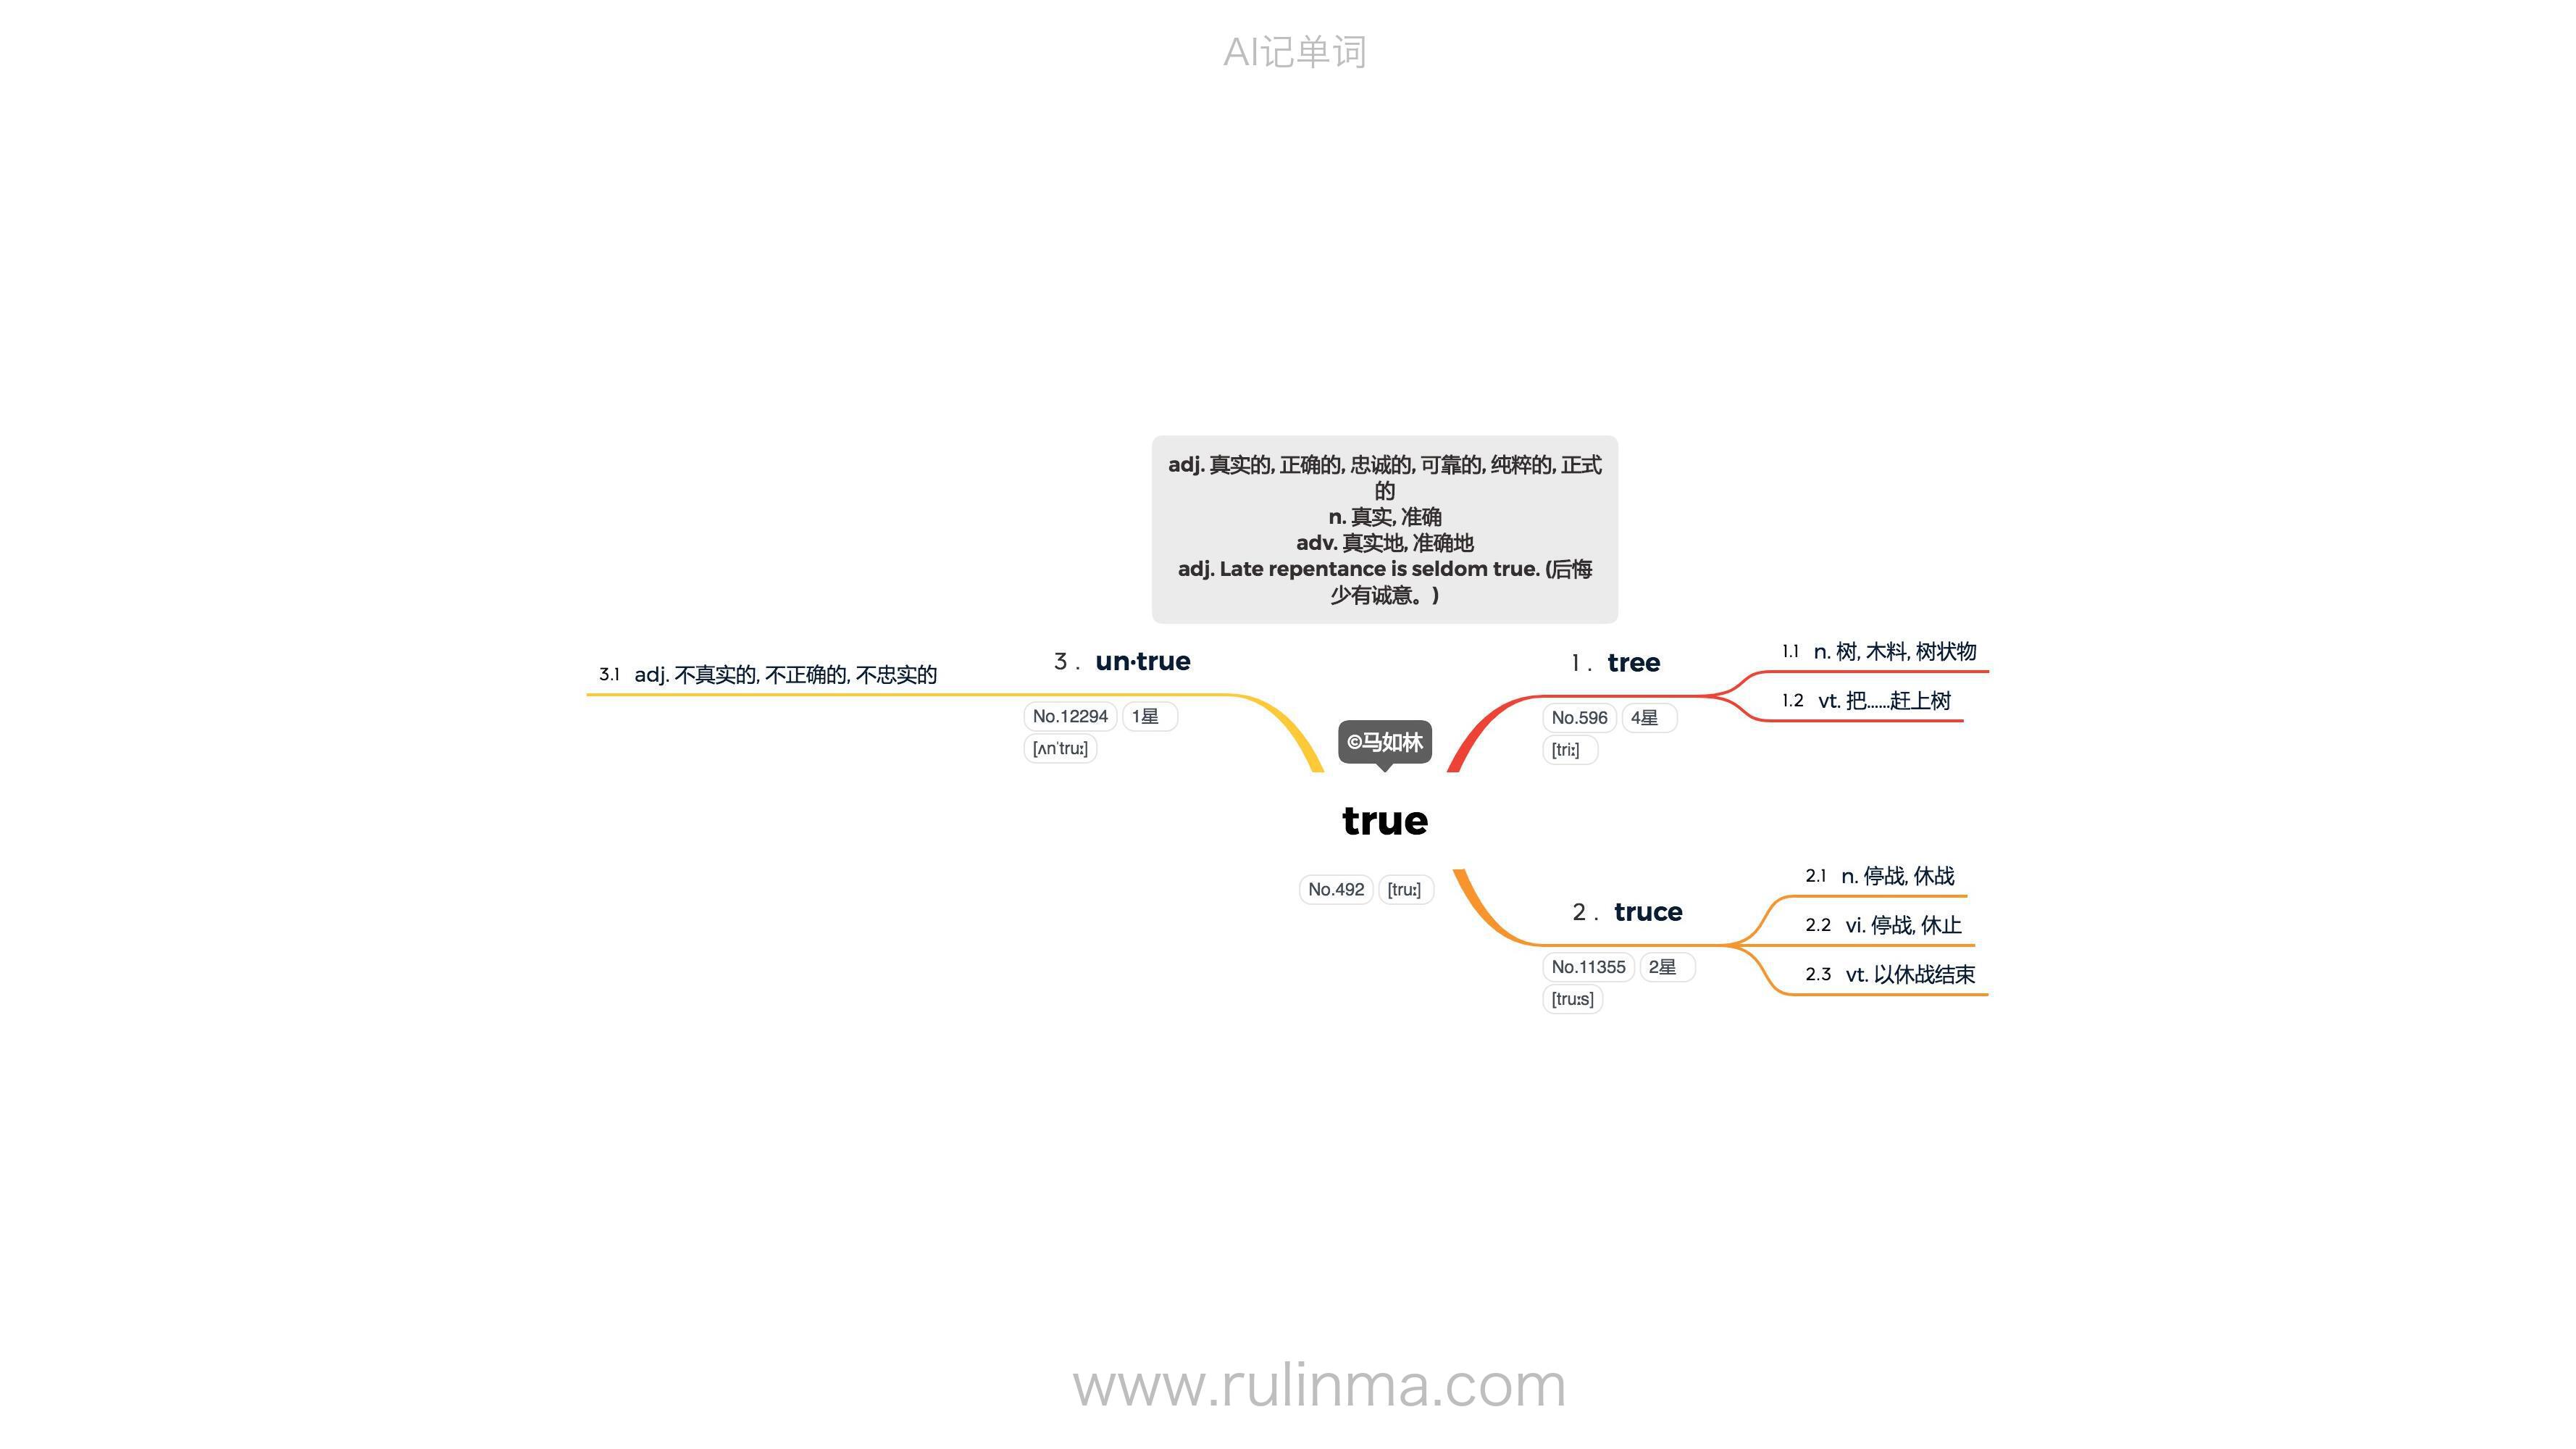 AI记单词
adj. 真实的, 正确的, 忠诚的, 可靠的, 纯粹的, 正式
的
n. 真实, 准确
adv. 真实地, 准确地
adj. Late repentance is seldom true. (后悔
少有诚意。)
©马如林
true
No.492 [truː]
1 . tree
No.596 4星
[triː]
1.1 n. 树, 木料, 树状物
1.2 vt. 把……赶上树
2 . truce
No.11355 2星
[truːs]
2.1 n. 停战, 休战
2.2 vi. 停战, 休止
2.3 vt. 以休战结束
3 . un·true
No.12294 1星
[ʌnˈtruː]
3.1 adj. 不真实的, 不正确的, 不忠实的
www.rulinma.com